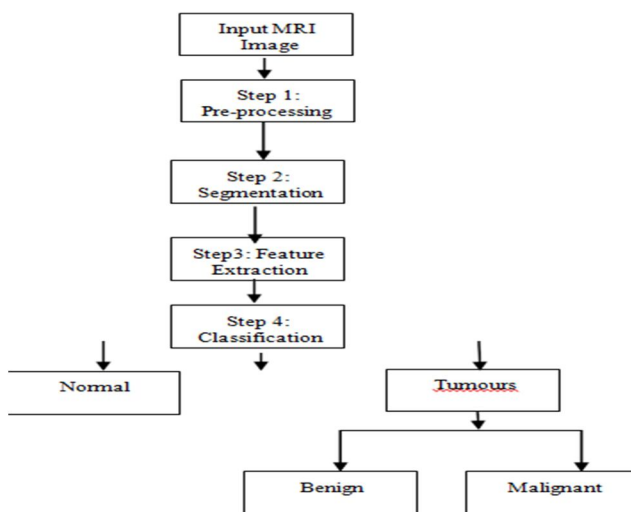 Input MRI
Image
Step 1:
Pre-processing
Step 2:
Segmentation
Step3: Feature
Extraction
Step 4:
Classification
Normal
Tumours
Benign
Malignant